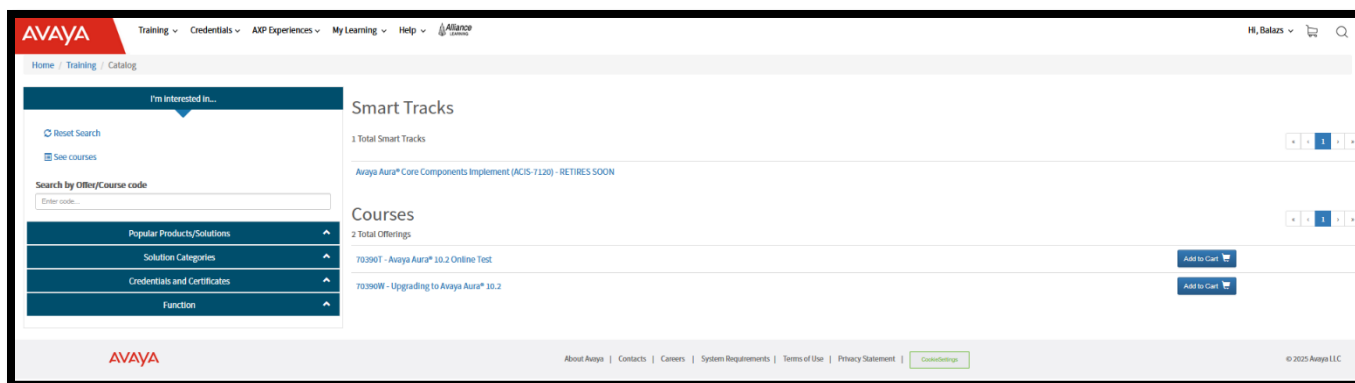 AVAYA
Training Credentials AXP Experiences My Learning Help Alliance LEARNING Hi, Balazs
Home / Training / Catalog
I'm interested in...
Reset Search
See courses
Search by Offer/Course code
Enter code...
Popular Products/Solutions
Solution Categories
Credentials and Certificates
Function
Smart Tracks
1 Total Smart Tracks
« ‹ 1 › »
Avaya Aura® Core Components Implement (ACIS-7120) - RETIRES SOON
Courses
« ‹ 1 › »
2 Total Offerings
70390T - Avaya Aura® 10.2 Online Test Add to Cart
70390W - Upgrading to Avaya Aura® 10.2 Add to Cart
AVAYA About Avaya | Contacts | Careers | System Requirements | Terms of Use | Privacy Statement | CookieSettings © 2025 Avaya LLC